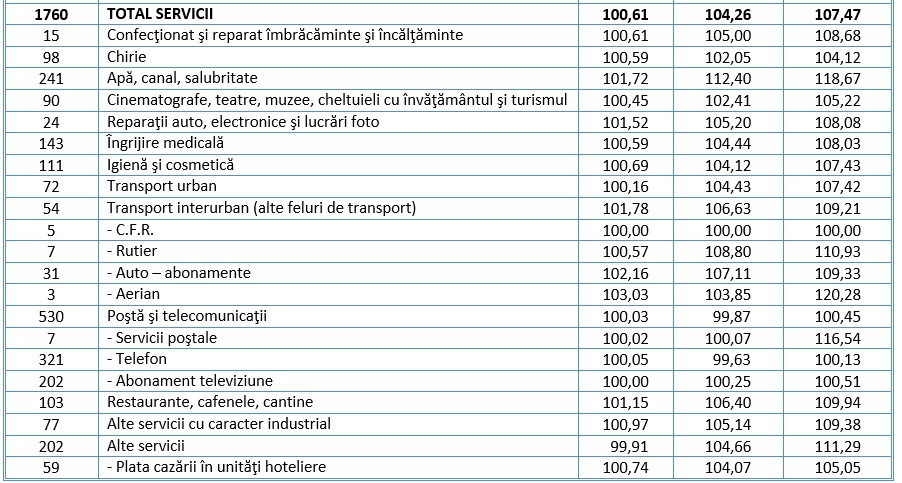 1760 TOTAL SERVICII 100,61 104,26 107,47
15 Confecţionat şi reparat îmbrăcăminte şi încălţăminte 100,61 105,00 108,68
98 Chirie 100,59 102,05 104,12
241 Apă, canal, salubritate 101,72 112,40 118,67
90 Cinematografe, teatre, muzee, cheltuieli cu învăţământul şi turismul 100,45 102,41 105,22
24 Reparaţii auto, electronice şi lucrări foto 101,52 105,20 108,08
143 Îngrijire medicală 100,59 104,44 108,03
111 Igienă şi cosmetică 100,69 104,12 107,43
72 Transport urban 100,16 104,43 107,42
54 Transport interurban (alte feluri de transport) 101,78 106,63 109,21
5 - C.F.R. 100,00 100,00 100,00
7 - Rutier 100,57 108,80 110,93
31 - Auto – abonamente 102,16 107,11 109,33
3 - Aerian 103,03 103,85 120,28
530 Poştă şi telecomunicaţii 100,03 99,87 100,45
7 - Servicii poştale 100,02 100,07 116,54
321 - Telefon 100,05 99,63 100,13
202 - Abonament televiziune 100,00 100,25 100,51
103 Restaurante, cafenele, cantine 101,15 106,40 109,94
77 Alte servicii cu caracter industrial 100,97 105,14 109,38
202 Alte servicii 99,91 104,66 111,29
59 - Plata cazării în unităţi hoteliere 100,74 104,07 105,05